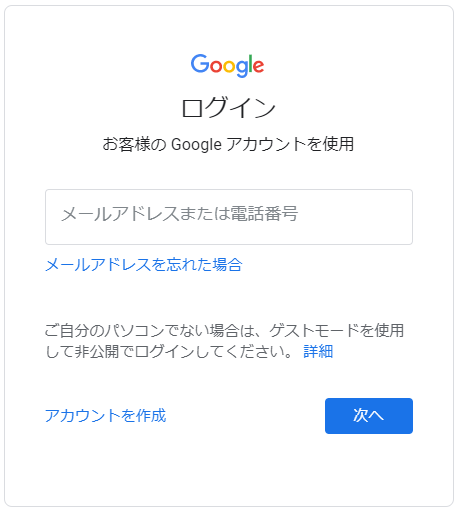 Google
ログイン
お客様の Google アカウントを使用
メールアドレスまたは電話番号
メールアドレスを忘れた場合
ご自分のパソコンでない場合は、ゲストモードを使用
して非公開でログインしてください。 詳細
アカウントを作成
次へ